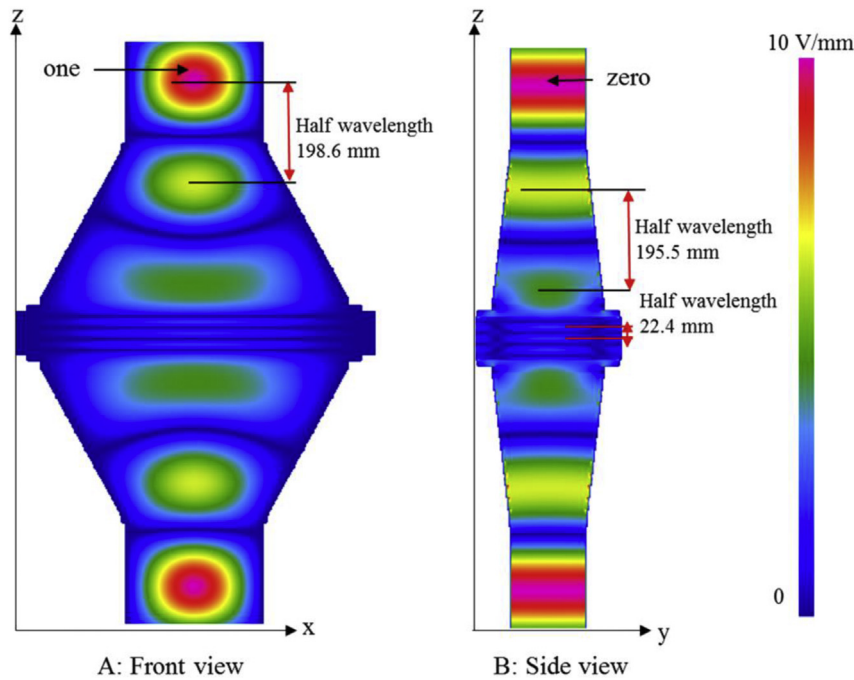 z
one
Half wavelength
198.6 mm
x
A: Front view
z
zero
Half wavelength
195.5 mm
Half wavelength
22.4 mm
y
B: Side view
10 V/mm
0